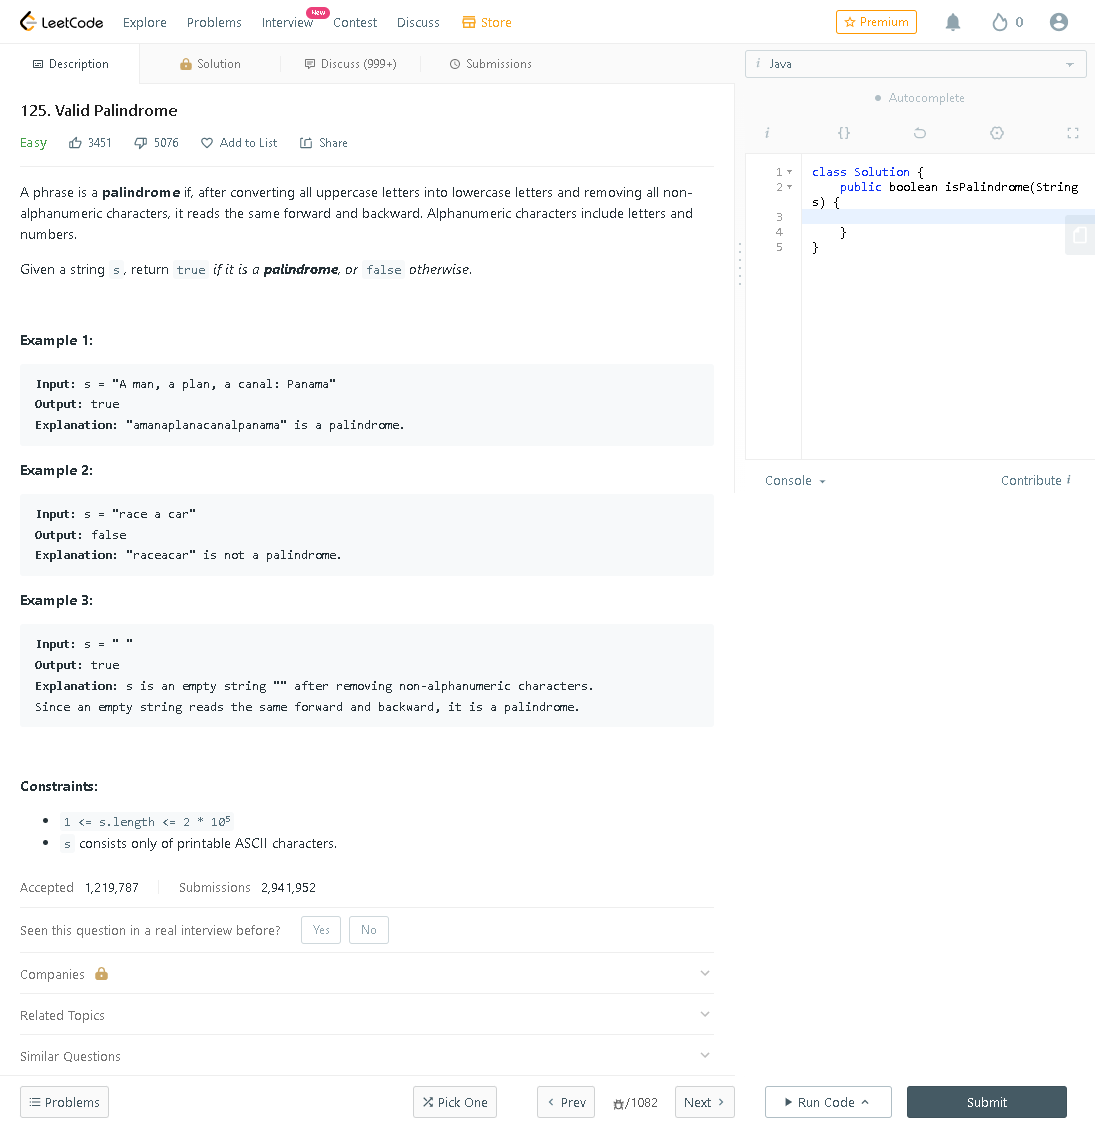 LeetCode Explore Problems Interview New Contest Discuss Store Premium 0
Description Solution Discuss (999+) Submissions
i Java
Autocomplete
i {}
125. Valid Palindrome
Easy 3451 5076 Add to List Share
A phrase is a palindrome if, after converting all uppercase letters into lowercase letters and removing all non-
alphanumeric characters, it reads the same forward and backward. Alphanumeric characters include letters and
numbers.
Given a string s, return true if it is a palindrome, or false otherwise.
Example 1:
Input: s = "A man, a plan, a canal: Panama"
Output: true
Explanation: "amanaplanacanalpanama" is a palindrome.
Example 2:
Input: s = "race a car"
Output: false
Explanation: "raceacar" is not a palindrome.
Example 3:
Input: s = " "
Output: true
Explanation: s is an empty string "" after removing non-alphanumeric characters.
Since an empty string reads the same forward and backward, it is a palindrome.
Constraints:
• 1 <= s.length <= 2 * 10⁵
• s consists only of printable ASCII characters.
Accepted 1,219,787 Submissions 2,941,952
Seen this question in a real interview before? Yes No
Companies
Related Topics
Similar Questions
Problems Pick One Prev /1082 Next
1 class Solution {
2 public boolean isPalindrome(String
s) {
3
4 }
5 }
Console Contribute i
Run Code Submit